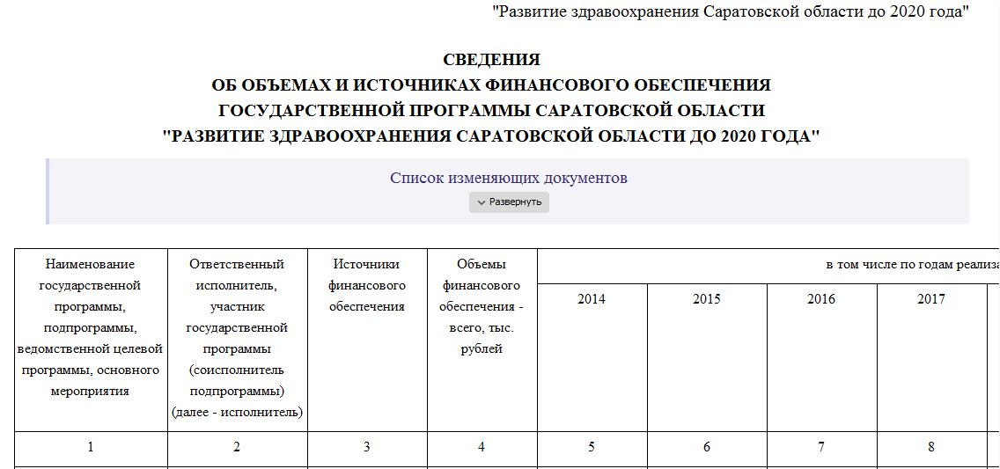 "Развитие здравоохранения Саратовской области до 2020 года"
СВЕДЕНИЯ
ОБ ОБЪЕМАХ И ИСТОЧНИКАХ ФИНАНСОВОГО ОБЕСПЕЧЕНИЯ
ГОСУДАРСТВЕННОЙ ПРОГРАММЫ САРАТОВСКОЙ ОБЛАСТИ
"РАЗВИТИЕ ЗДРАВООХРАНЕНИЯ САРАТОВСКОЙ ОБЛАСТИ ДО 2020 ГОДА"
Список изменяющих документов
Развернуть
Наименование
государственной
программы,
подпрограммы,
ведомственной целевой
программы, основного
мероприятия
Ответственный
исполнитель,
участник
государственной
программы
(соисполнитель
подпрограммы)
(далее - исполнитель)
Источники
финансового
обеспечения
Объемы
финансового
обеспечения -
всего, тыс.
рублей
в том числе по годам реализа
2014
2015
2016
2017
1
2
3
4
5
6
7
8